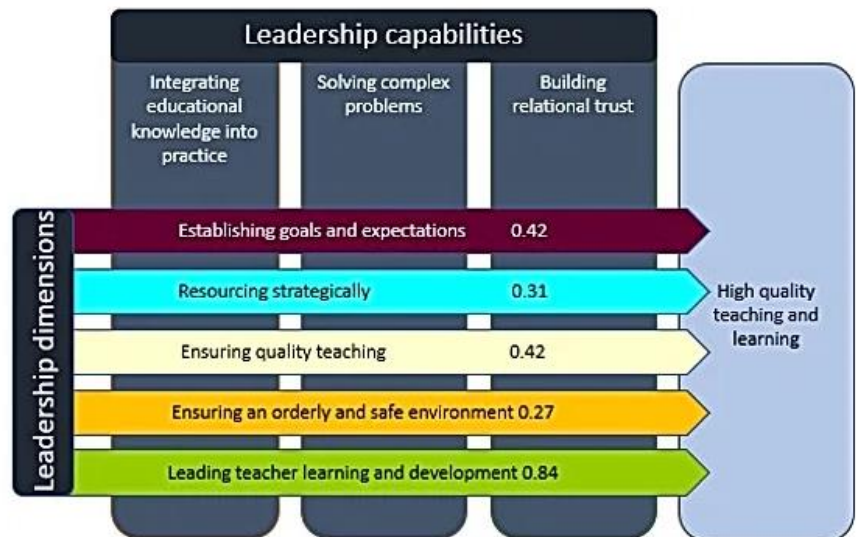 Leadership capabilities
Integrating
educational
knowledge into
practice
Solving complex
problems
Building
relational trust
Leadership dimensions
Establishing goals and expectations 0.42
Resourcing strategically 0.31
Ensuring quality teaching 0.42
Ensuring an orderly and safe environment 0.27
Leading teacher learning and development 0.84
High quality
teaching and
learning